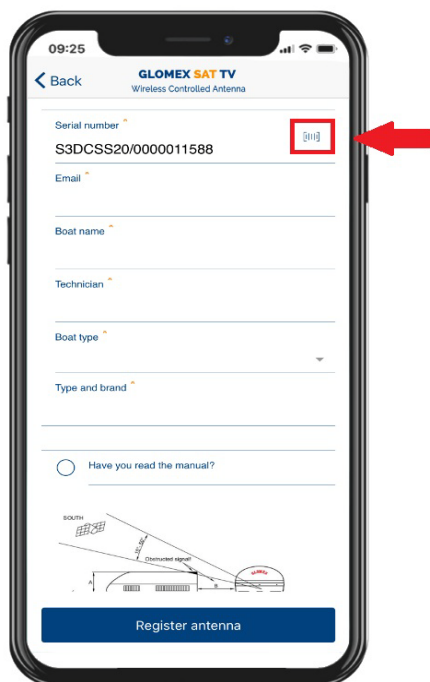 09:25
Back
GLOMEX SAT TV
Wireless Controlled Antenna
Serial number *
S3DCSS20/0000011588
Email *
Boat name *
Technician *
Boat type *
Type and brand *
Have you read the manual?
SOUTH
Obstructed signal!
GLOMEX
A
B
Register antenna